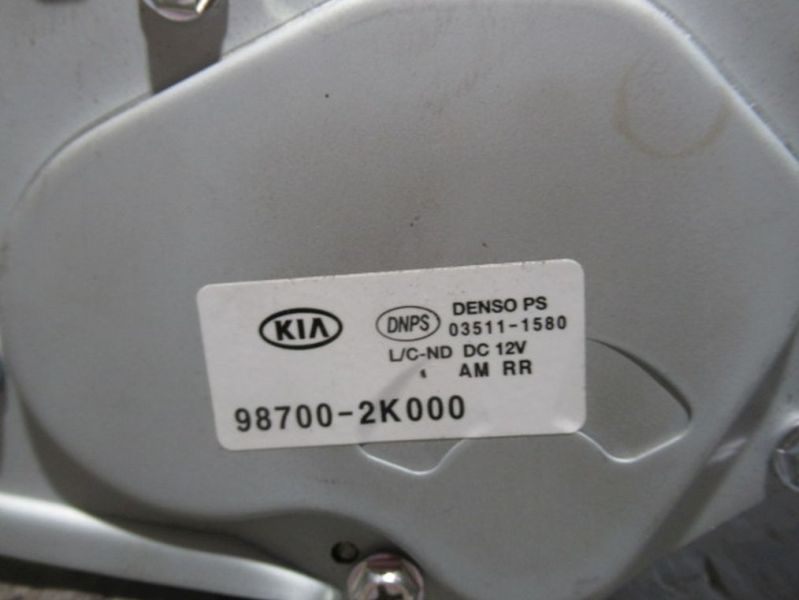 KIA DNPS DENSO PS
03511-1580
L/C-ND DC 12V
AM RR
98700-2K000